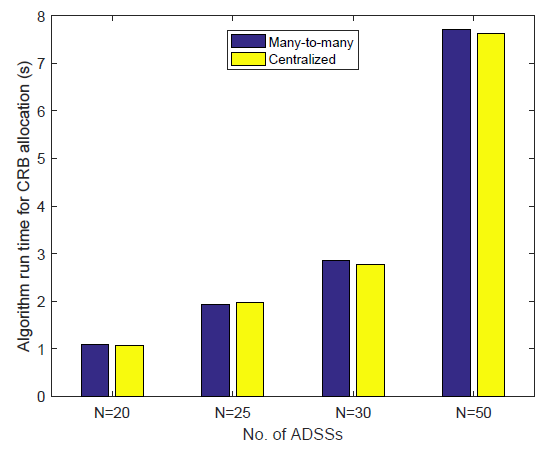 Many-to-many
Centralized
Algorithm run time for CRB allocation (s)
8
7
6
5
4
3
2
1
0
N=20 N=25 N=30 N=50
No. of ADSSs